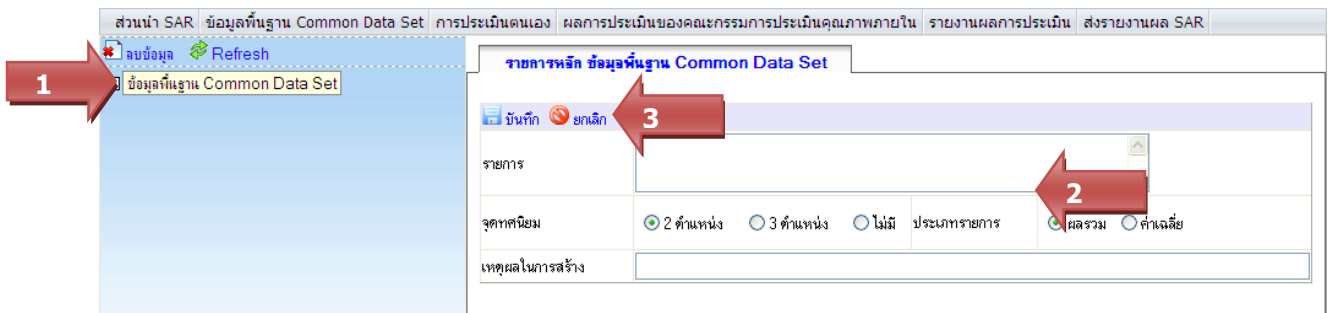 ส่วนนำ SAR ข้อมูลพื้นฐาน Common Data Set การประเมินตนเอง ผลการประเมินของคณะกรรมการประเมินคุณภาพภายใน รายงานผลการประเมิน ส่งรายงานผล SAR
ลบข้อมูล Refresh
1
ข้อมูลพื้นฐาน Common Data Set
รายการหลัก ข้อมูลพื้นฐาน Common Data Set
บันทึก ยกเลิก
3
รายการ
2
จุดทศนิยม 2 ตำแหน่ง 3 ตำแหน่ง ไม่มี ประเภทรายการ ผลรวม ค่าเฉลี่ย
เหตุผลในการสร้าง